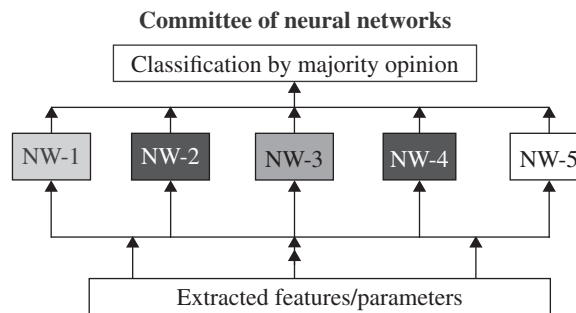 Committee of neural networks
Classification by majority opinion
NW-1 NW-2 NW-3 NW-4 NW-5
Extracted features/parameters